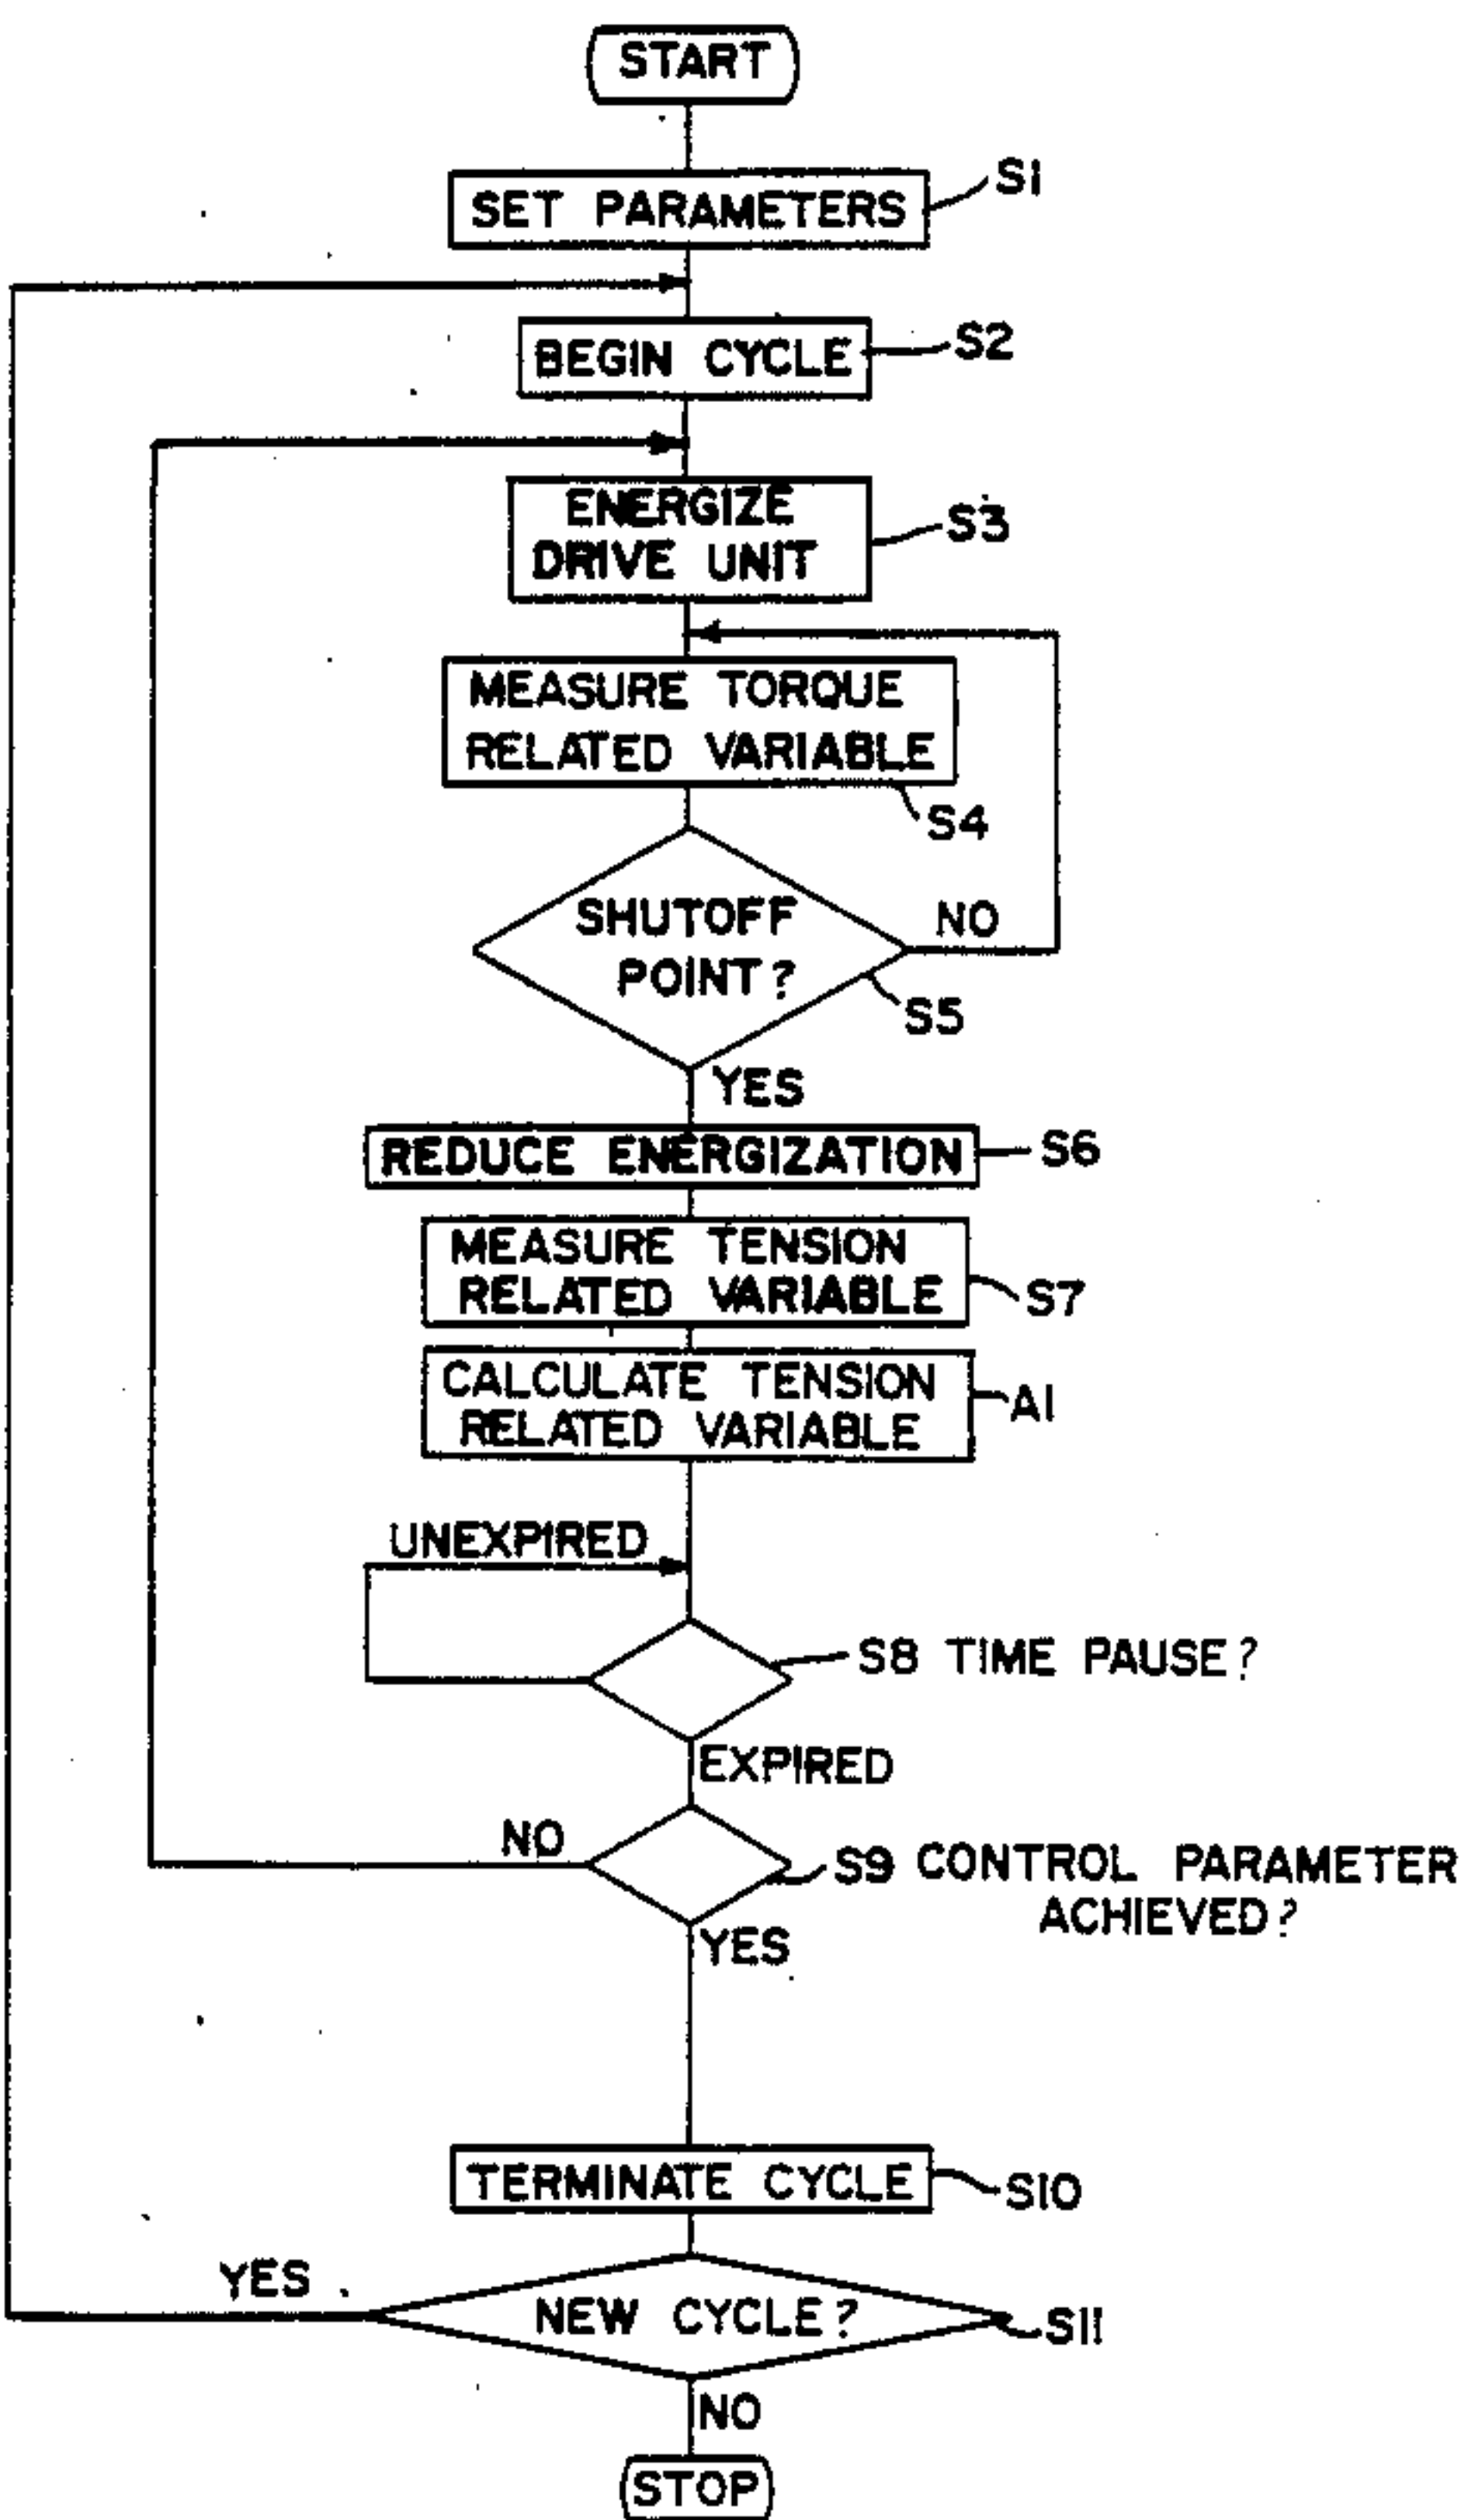 START
SET PARAMETERS
S1
BEGIN CYCLE
S2
ENERGIZE
DRIVE UNIT
S3
MEASURE TORQUE
RELATED VARIABLE
S4
SHUTOFF
POINT?
NO
S5
YES
REDUCE ENERGIZATION
S6
MEASURE TENSION
RELATED VARIABLE
S7
CALCULATE TENSION
RELATED VARIABLE
A1
UNEXPIRED
S8 TIME PAUSE?
EXPIRED
NO
S9 CONTROL PARAMETER
ACHIEVED?
YES
TERMINATE CYCLE
S10
YES
NEW CYCLE?
S11
NO
STOP